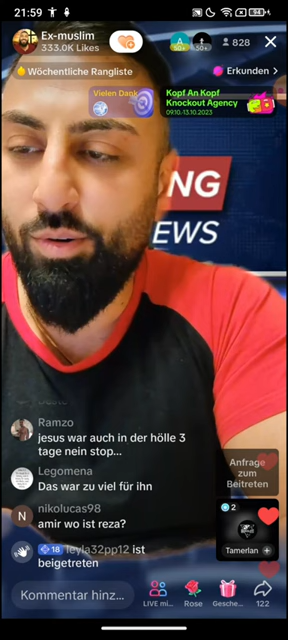 21:59
94
Ex-muslim
333.0K Likes
50+
30+
828
Wöchentliche Rangliste
Erkunden >
Vielen Dank
Kopf An Kopf
Knockout Agency
09.10.-13.10.2023
NG
EWS
Ramzo
jesus war auch in der hölle 3
tage nein stop...
Legomena
Das war zu viel für ihn
N
nikolucas98
amir wo ist reza?
18 leyla32pp12 ist
beigetreten
Anfrage
zum
Beitreten
2
Tamerlan +
Kommentar hinz...
LIVE mi...
Rose
Gesche...
122